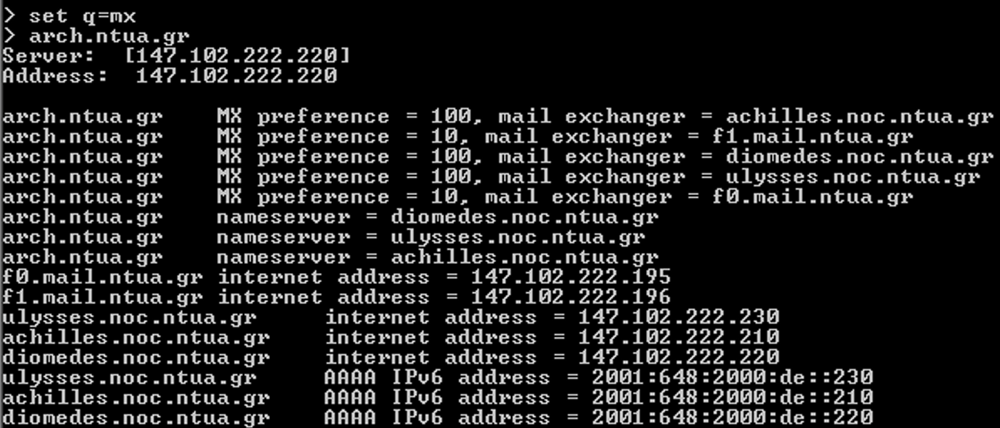 > set q=mx
> arch.ntua.gr
Server:  [147.102.222.220]
Address:  147.102.222.220

arch.ntua.gr    MX preference = 100, mail exchanger = achilles.noc.ntua.gr
arch.ntua.gr    MX preference = 10, mail exchanger = f1.mail.ntua.gr
arch.ntua.gr    MX preference = 100, mail exchanger = diomedes.noc.ntua.gr
arch.ntua.gr    MX preference = 100, mail exchanger = ulysses.noc.ntua.gr
arch.ntua.gr    MX preference = 10, mail exchanger = f0.mail.ntua.gr
arch.ntua.gr    nameserver = diomedes.noc.ntua.gr
arch.ntua.gr    nameserver = ulysses.noc.ntua.gr
arch.ntua.gr    nameserver = achilles.noc.ntua.gr
f0.mail.ntua.gr internet address = 147.102.222.195
f1.mail.ntua.gr internet address = 147.102.222.196
ulysses.noc.ntua.gr     internet address = 147.102.222.230
achilles.noc.ntua.gr    internet address = 147.102.222.210
diomedes.noc.ntua.gr    internet address = 147.102.222.220
ulysses.noc.ntua.gr     AAAA IPv6 address = 2001:648:2000:de::230
achilles.noc.ntua.gr    AAAA IPv6 address = 2001:648:2000:de::210
diomedes.noc.ntua.gr    AAAA IPv6 address = 2001:648:2000:de::220